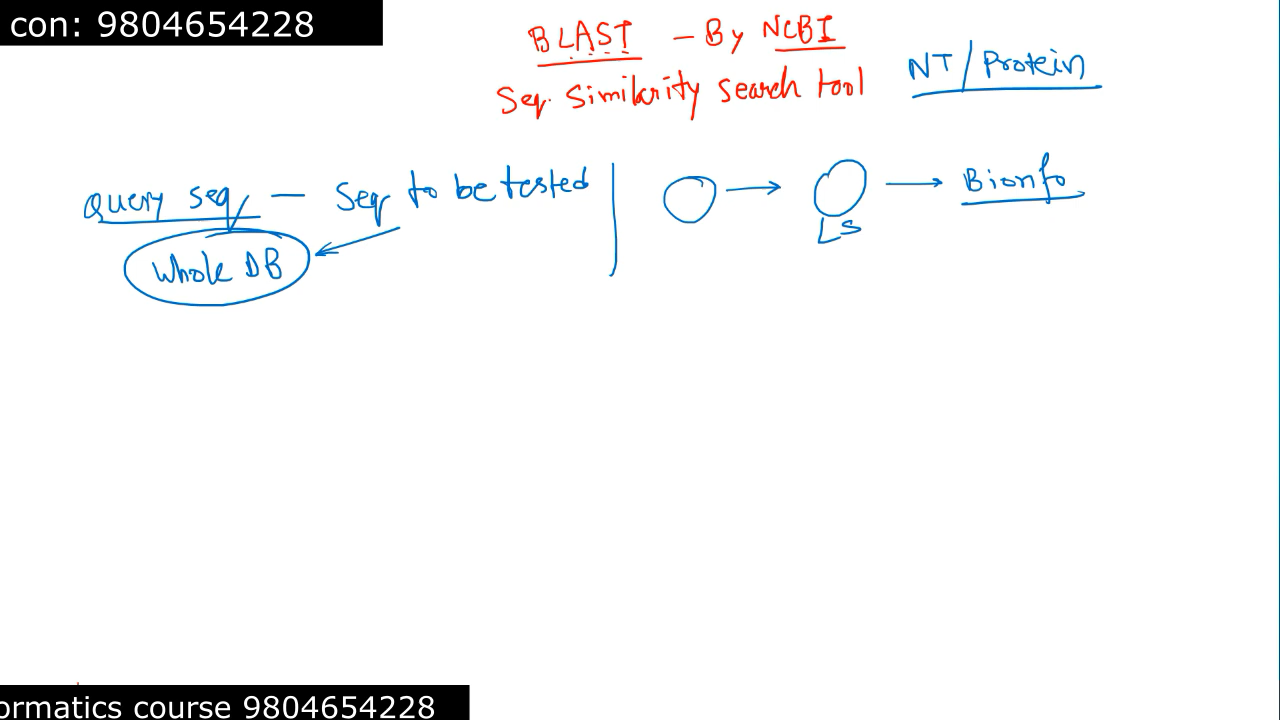 con: 9804654228
BLAST - By NCBI
Seq. Similarity search tool
NT/Protein
query seq - Seq to be tested
Whole DB
LS
Bionfo
ormatics course 9804654228